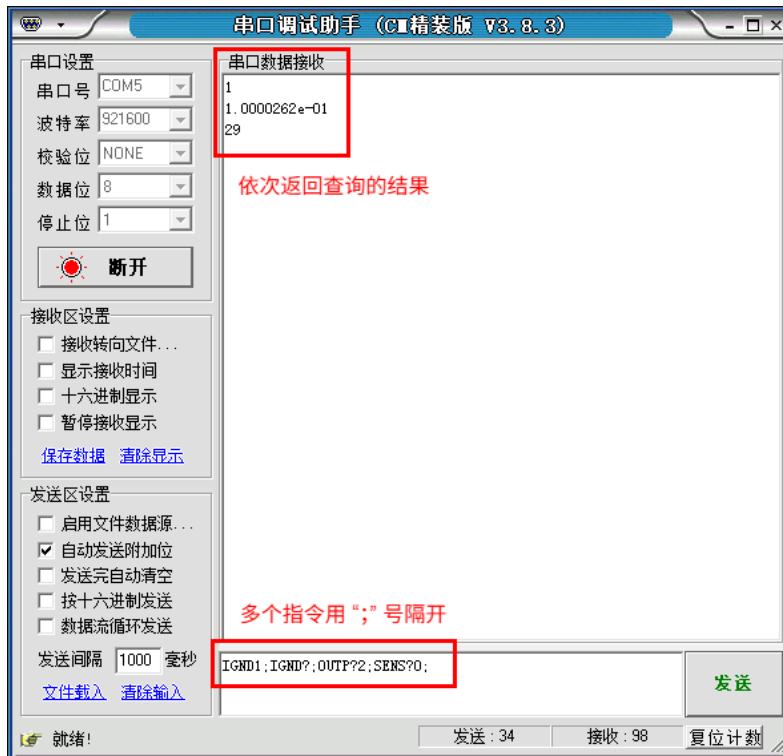 串口调试助手 (CM精装版 V3.8.3)
串口设置
串口号 COM5
波特率 921600
校验位 NONE
数据位 8
停止位 1
断开
接收区设置
接收转向文件...
显示接收时间
十六进制显示
暂停接收显示
保存数据 清除显示
发送区设置
启用文件数据源...
自动发送附加位
发送完自动清空
按十六进制发送
数据流循环发送
发送间隔 1000 毫秒
文件载入 清除输入
串口数据接收
1
1.0000262e-01
29
依次返回查询的结果
多个指令用 “;” 号隔开
IGND1;IGND?;OUTP?2;SENS?0;
发送
就绪!
发送 : 34
接收 : 98
复位计数